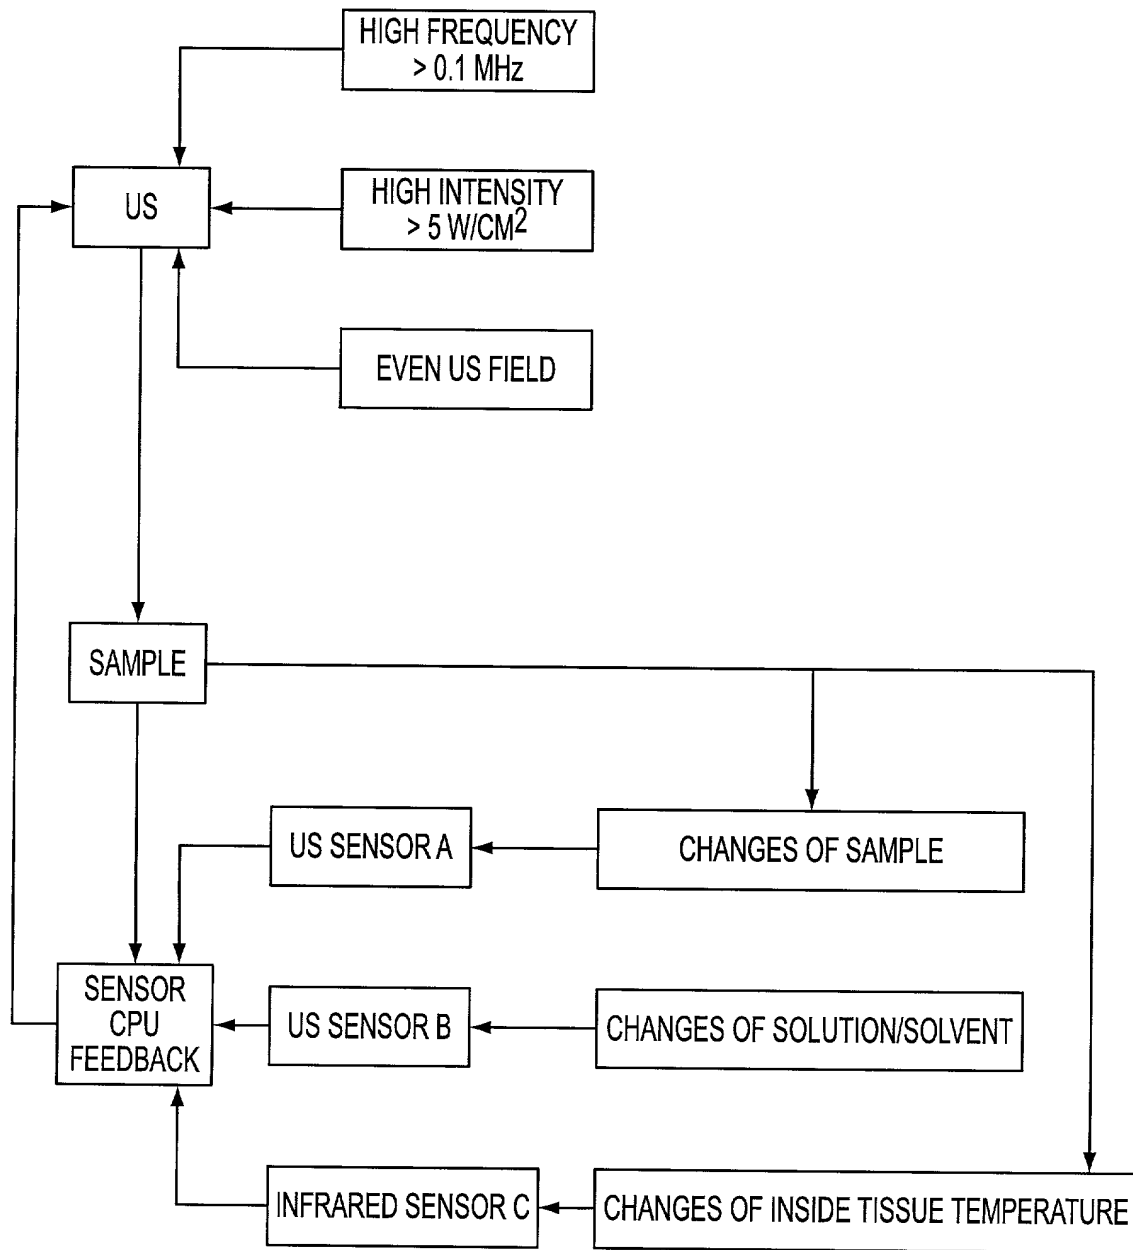 HIGH FREQUENCY
> 0.1 MHz
US
HIGH INTENSITY
> 5 W/CM²
EVEN US FIELD
SAMPLE
US SENSOR A
CHANGES OF SAMPLE
SENSOR
CPU
FEEDBACK
US SENSOR B
CHANGES OF SOLUTION/SOLVENT
INFRARED SENSOR C
CHANGES OF INSIDE TISSUE TEMPERATURE